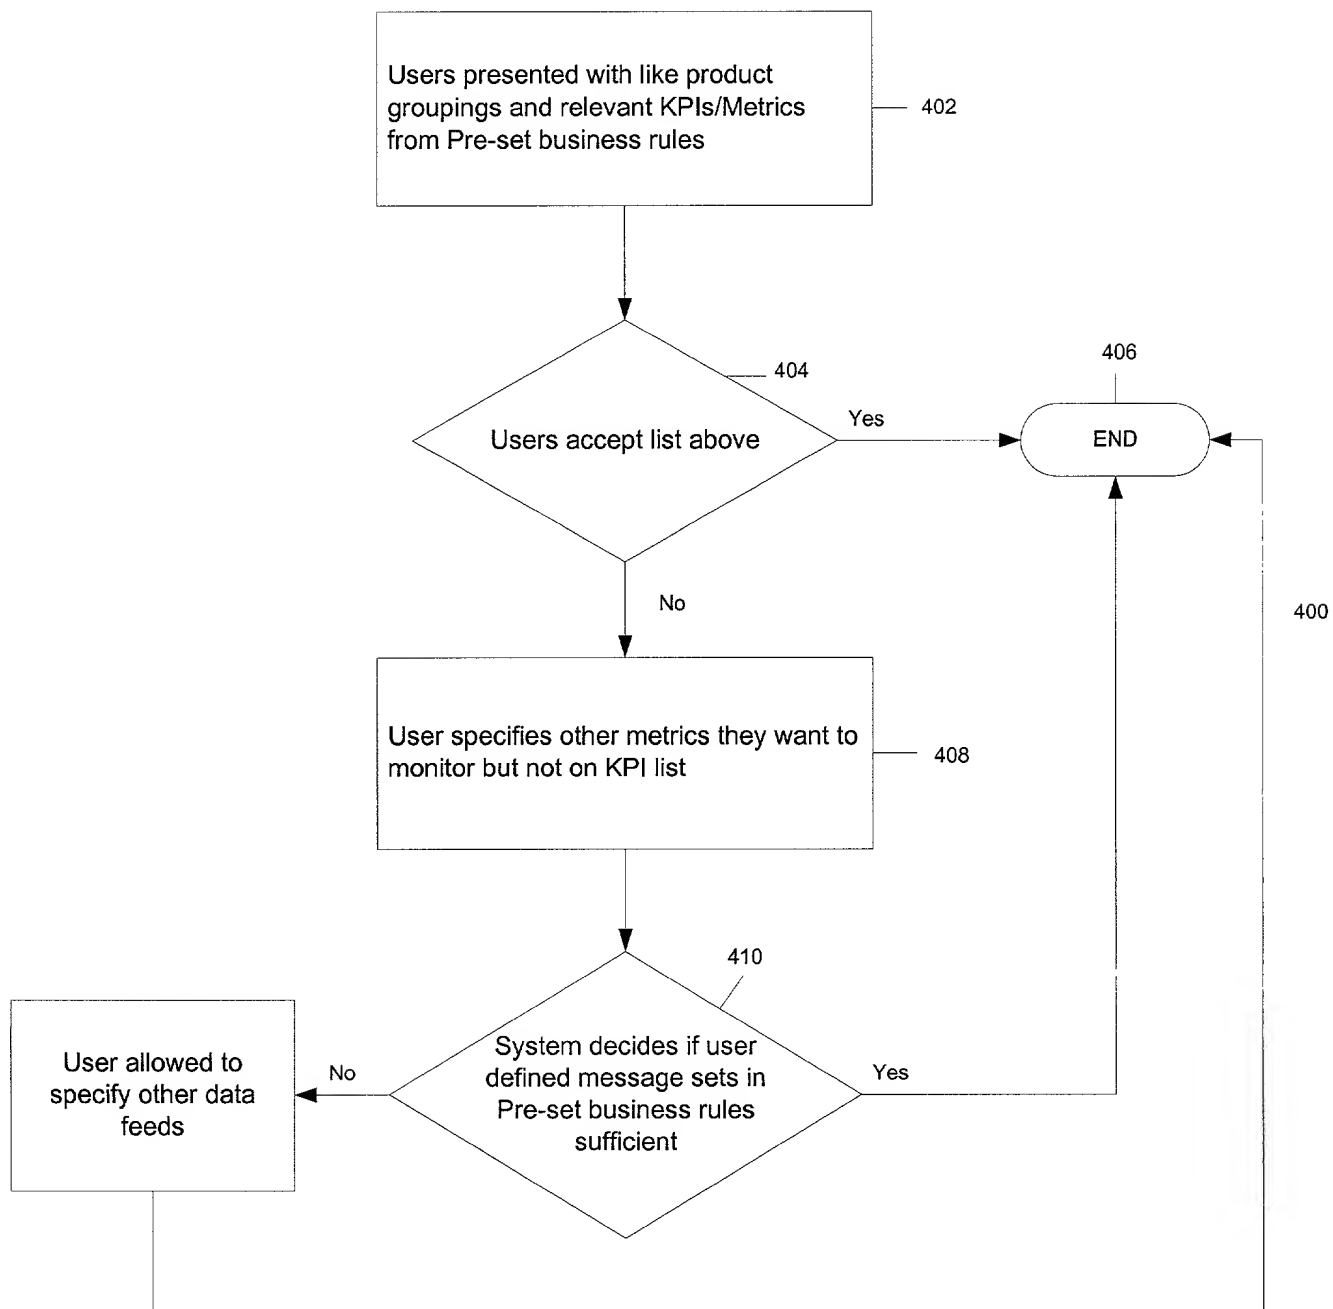 Users presented with like product
groupings and relevant KPIs/Metrics
from Pre-set business rules
402
404
406
Users accept list above
Yes
END
No
400
User specifies other metrics they want to
monitor but not on KPI list
408
410
System decides if user
defined message sets in
Pre-set business rules
sufficient
Yes
No
User allowed to
specify other data
feeds